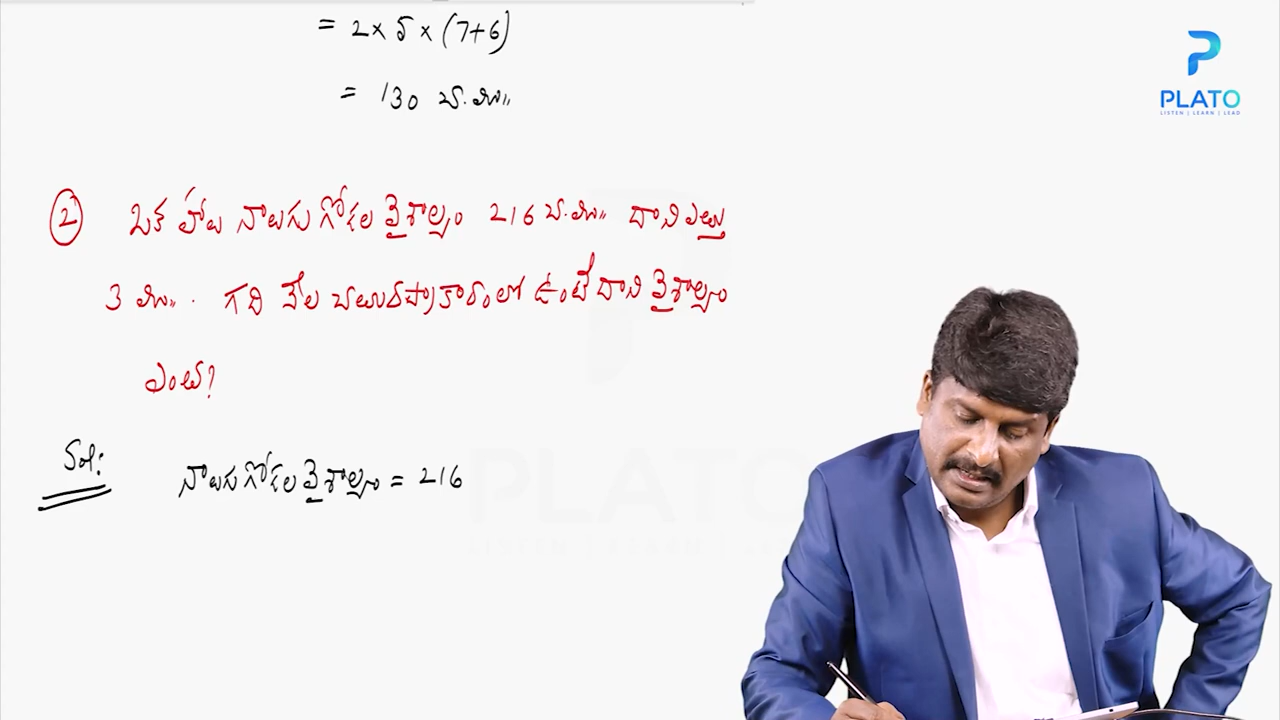 = 2 × 5 × (7+6)
= 130 చ.మీ॥
PLATO
LISTEN | LEARN | LEAD
② ఒక హాలు నాలుగు గోడల వైశాల్యం 216 చ.మీ॥ దాని ఎత్తు
3 మీ॥. గది నేల చతురస్రాకారంలో ఉంటే దాని వైశాల్యం
ఎంత?
Sol:
నాలుగు గోడల వైశాల్యం = 216